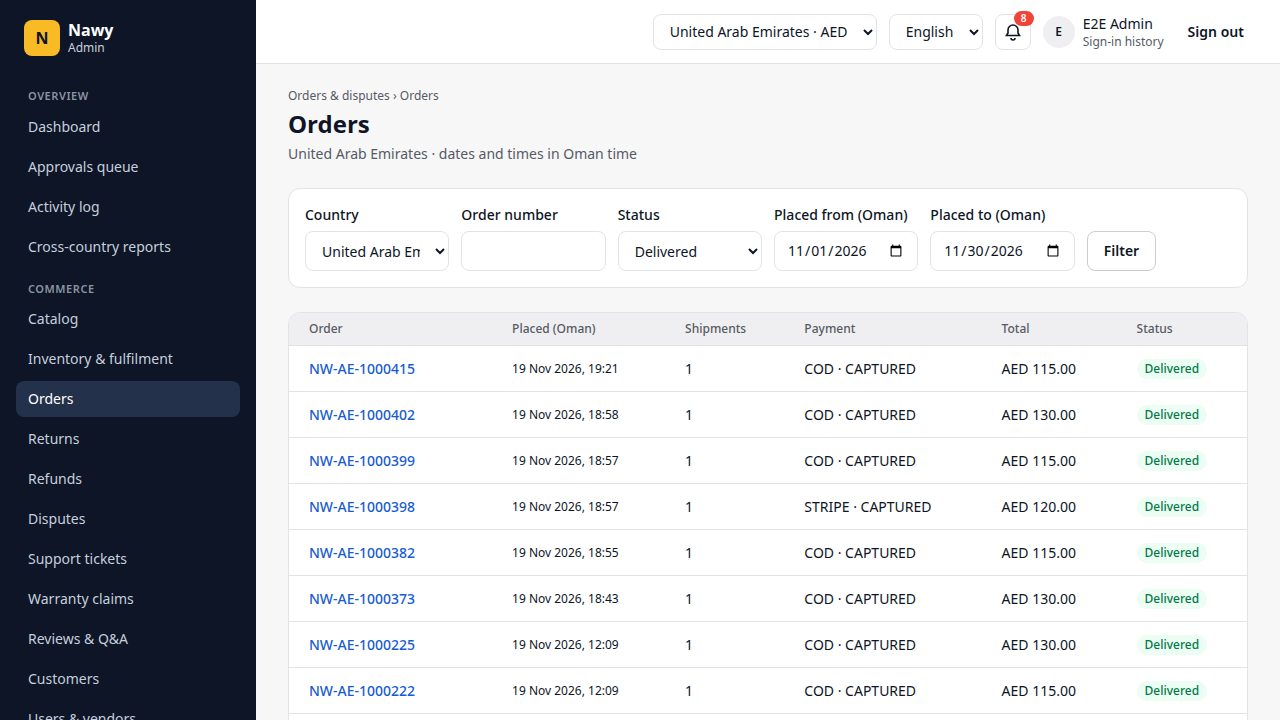 N
Nawy
Admin
OVERVIEW
Dashboard
Approvals queue
Activity log
Cross-country reports
COMMERCE
Catalog
Inventory & fulfilment
Orders
Returns
Refunds
Disputes
Support tickets
Warranty claims
Reviews & Q&A
Customers
Users & vendors
United Arab Emirates · AED
English
8
E
E2E Admin
Sign-in history
Sign out
Orders & disputes › Orders
Orders
United Arab Emirates · dates and times in Oman time
Country Order number Status Placed from (Oman) Placed to (Oman)
United Arab Em Delivered 11/01/2026 11/30/2026 Filter
Order Placed (Oman) Shipments Payment Total Status
NW-AE-1000415 19 Nov 2026, 19:21 1 COD · CAPTURED AED 115.00 Delivered
NW-AE-1000402 19 Nov 2026, 18:58 1 COD · CAPTURED AED 130.00 Delivered
NW-AE-1000399 19 Nov 2026, 18:57 1 COD · CAPTURED AED 115.00 Delivered
NW-AE-1000398 19 Nov 2026, 18:57 1 STRIPE · CAPTURED AED 120.00 Delivered
NW-AE-1000382 19 Nov 2026, 18:55 1 COD · CAPTURED AED 115.00 Delivered
NW-AE-1000373 19 Nov 2026, 18:43 1 COD · CAPTURED AED 130.00 Delivered
NW-AE-1000225 19 Nov 2026, 12:09 1 COD · CAPTURED AED 130.00 Delivered
NW-AE-1000222 19 Nov 2026, 12:09 1 COD · CAPTURED AED 115.00 Delivered